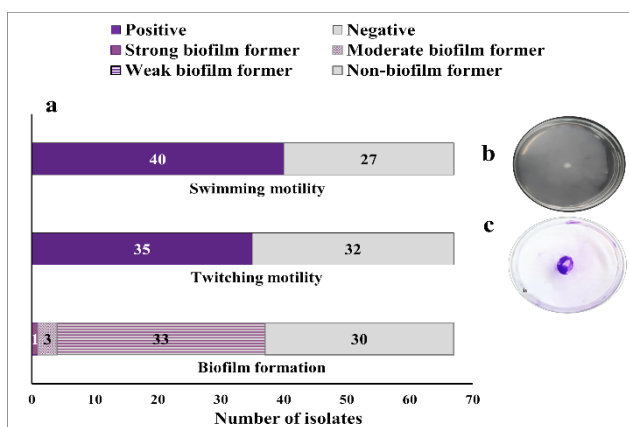 Positive Negative
Strong biofilm former Moderate biofilm former
Weak biofilm former Non-biofilm former
a
40 27
Swimming motility
b
35 32
Twitching motility
c
1 3 33 30
Biofilm formation
0 10 20 30 40 50 60 70
Number of isolates